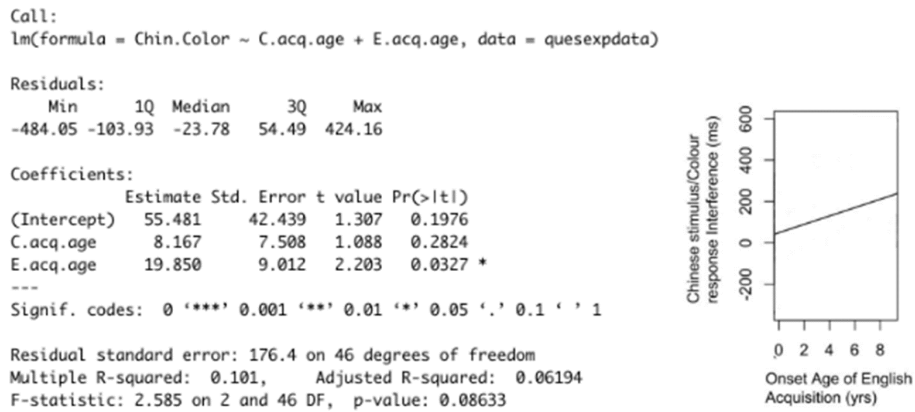 Call:
lm(formula = Chin.Color ~ C.acq.age + E.acq.age, data = quesexpdata)
Residuals:
Min 1Q Median 3Q Max
-484.05 -103.93 -23.78 54.49 424.16
Coefficients:
Estimate Std. Error t value Pr(>|t|)
(Intercept) 55.481 42.439 1.307 0.1976
C.acq.age 8.167 7.508 1.088 0.2824
E.acq.age 19.850 9.012 2.203 0.0327 *
---
Signif. codes: 0 ‘***’ 0.001 ‘**’ 0.01 ‘*’ 0.05 ‘.’ 0.1 ‘ ’ 1
Residual standard error: 176.4 on 46 degrees of freedom
Multiple R-squared: 0.101, Adjusted R-squared: 0.06194
F-statistic: 2.585 on 2 and 46 DF, p-value: 0.08633
Chinese stimulus/Colour
response Interference (ms)
600
400
200
0
-200
0 2 4 6 8
Onset Age of English
Acquisition (yrs)